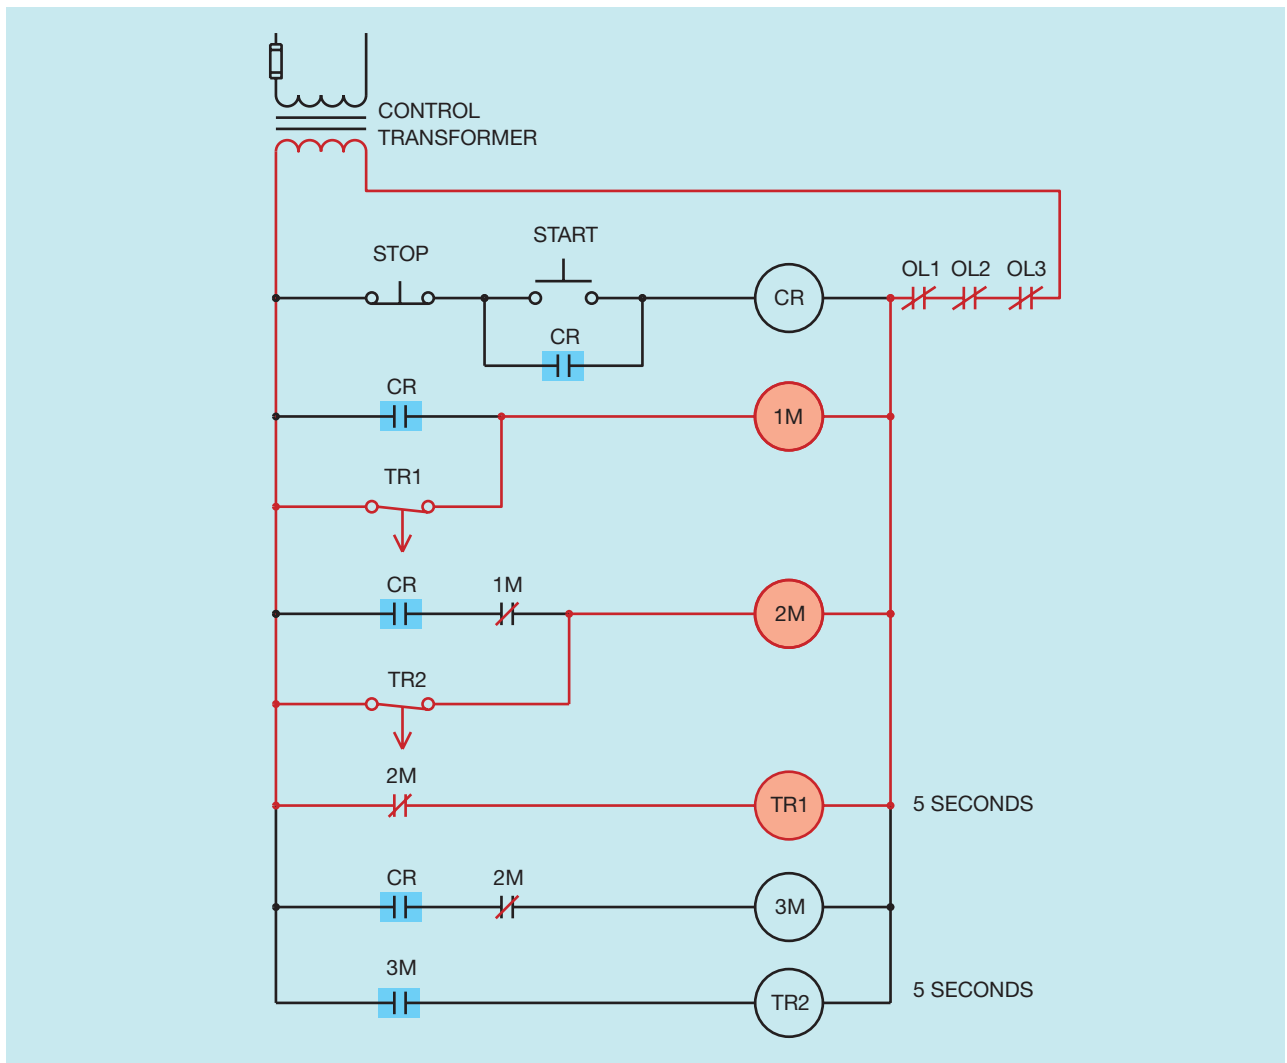 CONTROL
TRANSFORMER
START
STOP
OL1 OL2 OL3
CR
CR
CR
1M
TR1
CR 1M
2M
TR2
2M
TR1 5 SECONDS
CR 2M
3M
3M
TR2 5 SECONDS